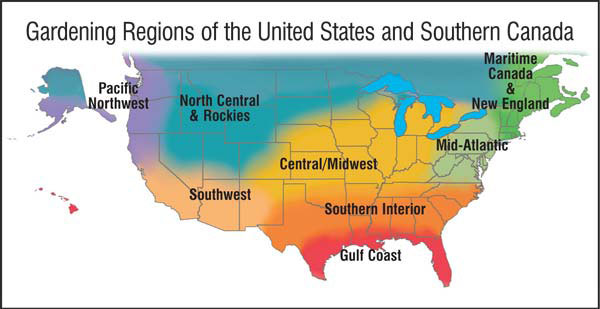 Gardening Regions of the United States and Southern Canada
Maritime
Canada
&
New England
Pacific
Northwest
North Central
& Rockies
Mid-Atlantic
Central/Midwest
Southwest
Southern Interior
Gulf Coast